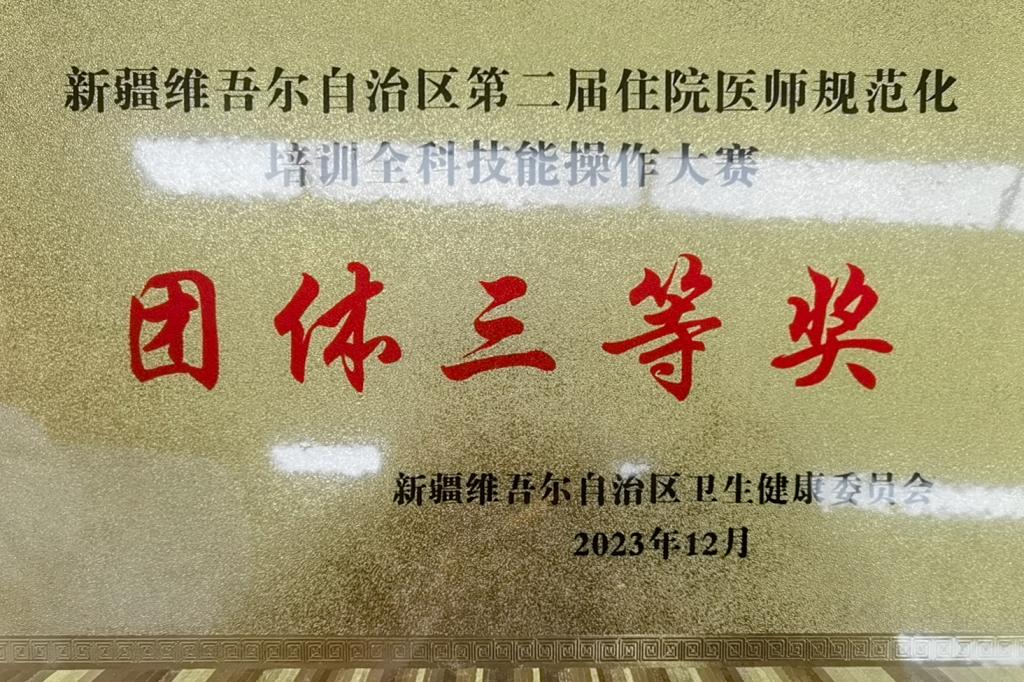 新疆维吾尔自治区第二届住院医师规范化
培训全科技能操作大赛
团体三等奖
新疆维吾尔自治区卫生健康委员会
2023年12月